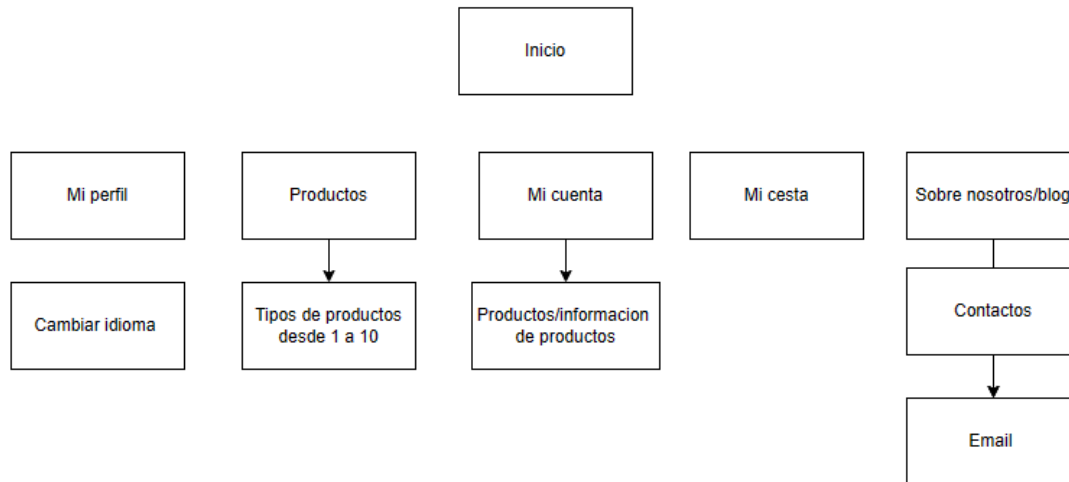 Inicio
Mi perfil
Productos
Mi cuenta
Mi cesta
Sobre nosotros/blog
Cambiar idioma
Tipos de productos
desde 1 a 10
Productos/informacion
de productos
Contactos
Email